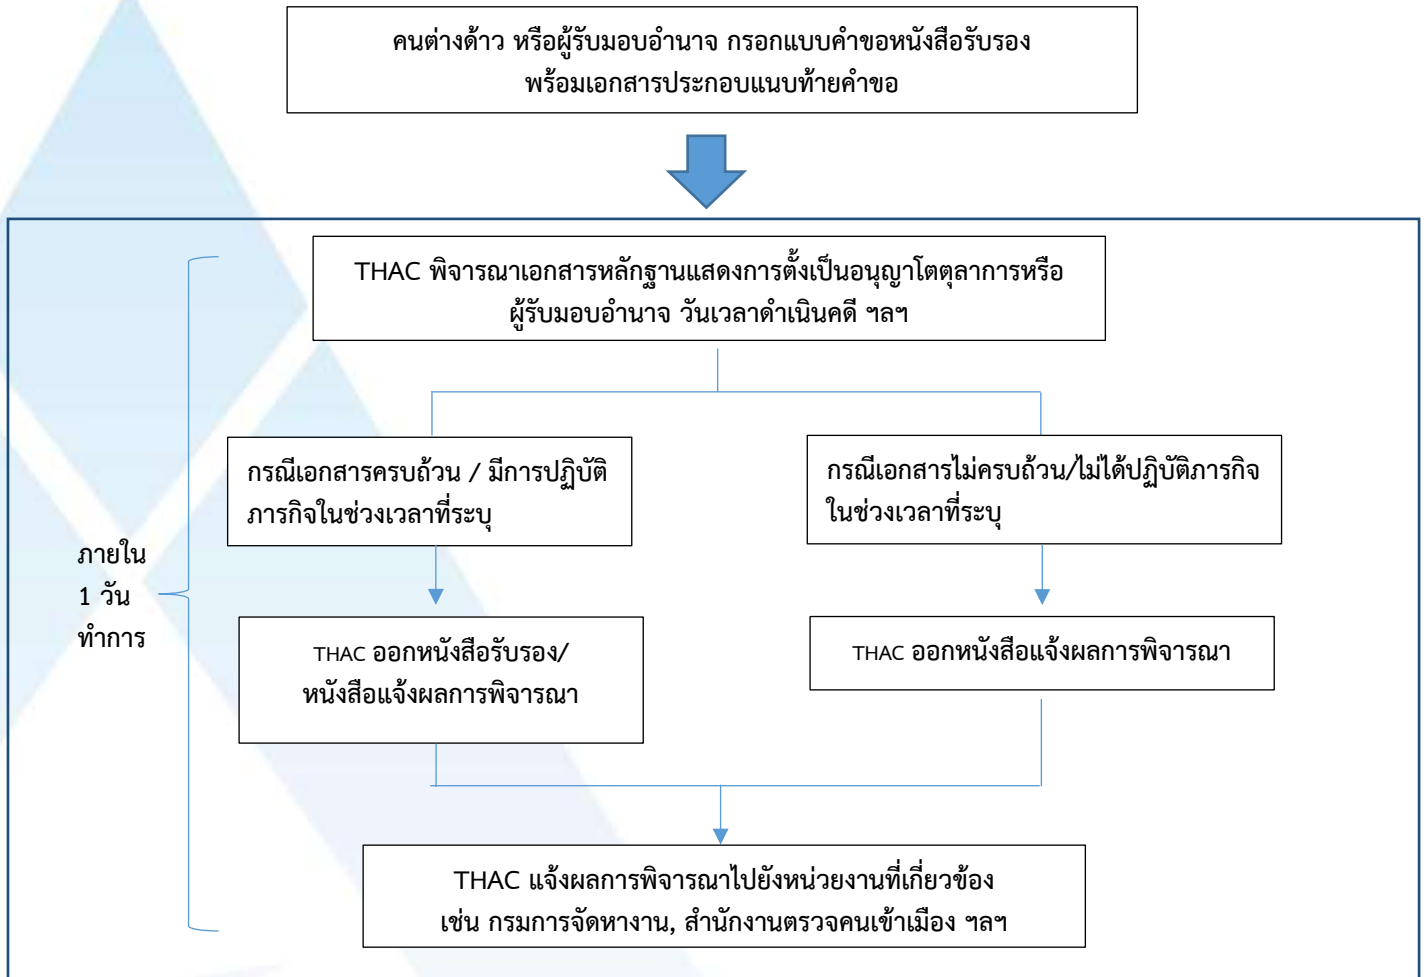 คนต่างด้าว หรือผู้รับมอบอำนาจ กรอกแบบคำขอหนังสือรับรอง
พร้อมเอกสารประกอบแนบท้ายคำขอ
THAC พิจารณาเอกสารหลักฐานแสดงการตั้งเป็นอนุญาโตตุลาการหรือ
ผู้รับมอบอำนาจ วันเวลาดำเนินคดี ฯลฯ
กรณีเอกสารครบถ้วน / มีการปฏิบัติ
ภารกิจในช่วงเวลาที่ระบุ
กรณีเอกสารไม่ครบถ้วน/ไม่ได้ปฏิบัติภารกิจ
ในช่วงเวลาที่ระบุ
ภายใน
1 วัน
ทำการ
THAC ออกหนังสือรับรอง/
หนังสือแจ้งผลการพิจารณา
THAC ออกหนังสือแจ้งผลการพิจารณา
THAC แจ้งผลการพิจารณาไปยังหน่วยงานที่เกี่ยวข้อง
เช่น กรมการจัดหางาน, สำนักงานตรวจคนเข้าเมือง ฯลฯ